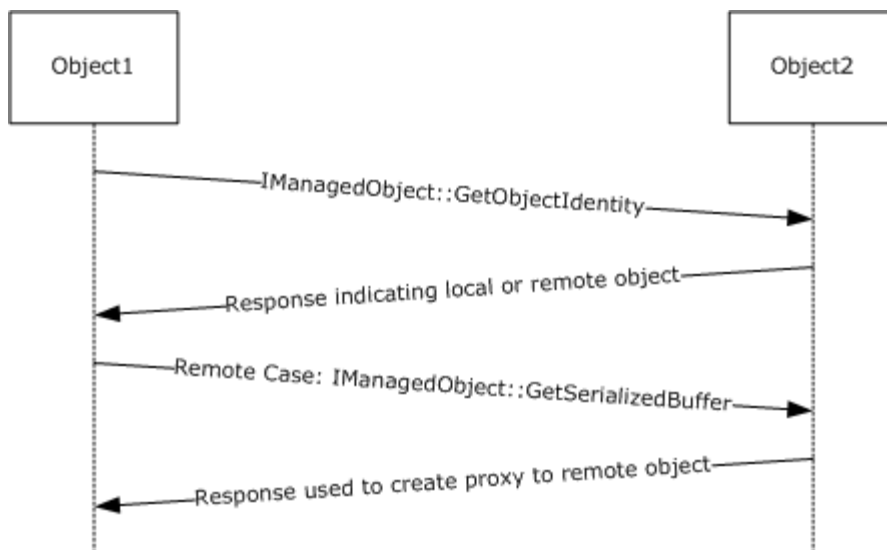 Object1
Object2
IManagedObject::GetObjectIdentity
Response indicating local or remote object
Remote Case: IManagedObject::GetSerializedBuffer
Response used to create proxy to remote object